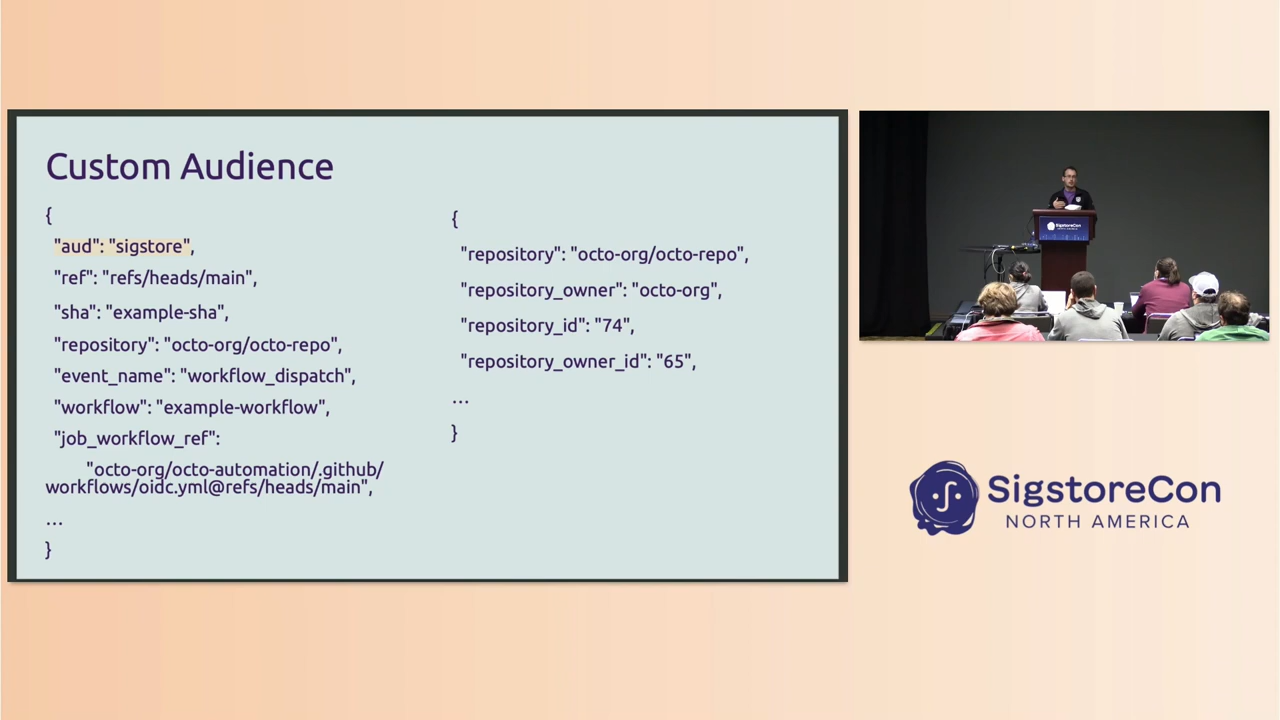 Custom Audience
{
"aud": "sigstore",
"ref": "refs/heads/main",
"sha": "example-sha",
"repository": "octo-org/octo-repo",
"event_name": "workflow_dispatch",
"workflow": "example-workflow",
"job_workflow_ref":
"octo-org/octo-automation/.github/
workflows/oidc.yml@refs/heads/main",
...
}
{
"repository": "octo-org/octo-repo",
"repository_owner": "octo-org",
"repository_id": "74",
"repository_owner_id": "65",
...
}
SigstoreCon
SigstoreCon
NORTH AMERICA